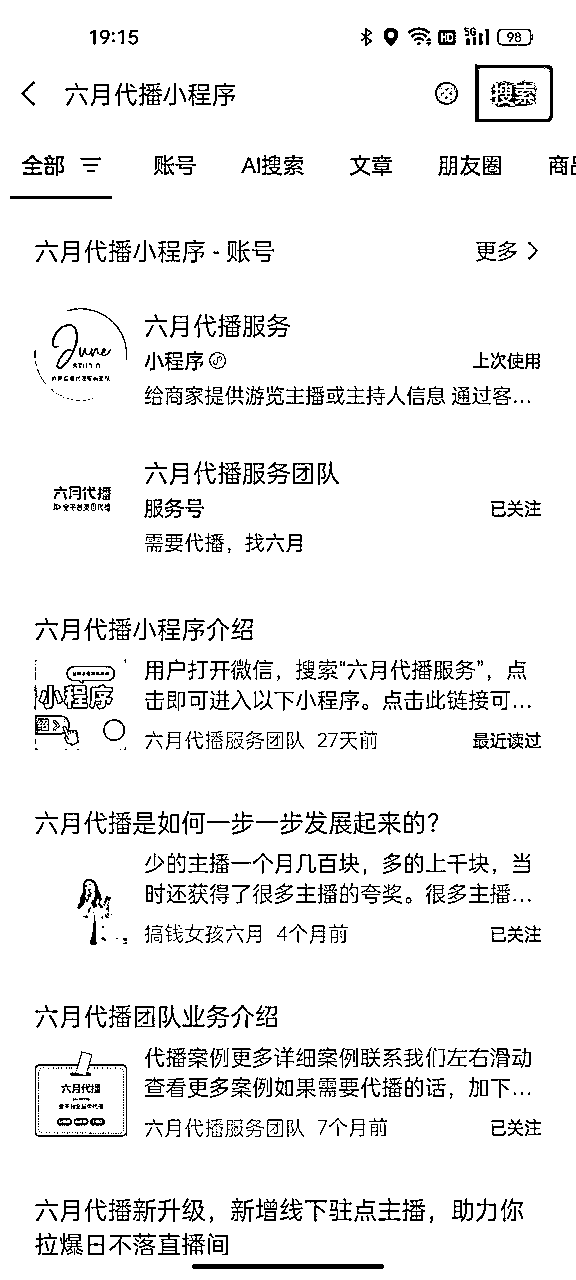 19:15
HD 5G 98
六月代播小程序
搜索
全部 账号 AI搜索 文章 朋友圈
六月代播小程序 - 账号 更多
June
STUDIO
六月代播服务
小程序 上次使用
给商家提供游览主播或主持人信息 通过客...
六月代播
六月代播服务团队
服务号 已关注
需要代播，找六月
六月代播小程序介绍
小程序
用户打开微信，搜索“六月代播服务”，点
击即可进入以下小程序。点击此链接可...
六月代播服务团队 27天前 最近读过
六月代播是如何一步一步发展起来的？
少的主播一个月几百块，多的上千块，当
时还获得了很多主播的夸奖。很多主播...
搞钱女孩六月 4个月前 已关注
六月代播团队业务介绍
六月代播
代播案例更多详细案例联系我们左右滑动
查看更多案例如果需要代播的话，加下...
六月代播服务团队 7个月前 已关注
六月代播新升级，新增线下驻点主播，助力你
拉爆日不落直播间